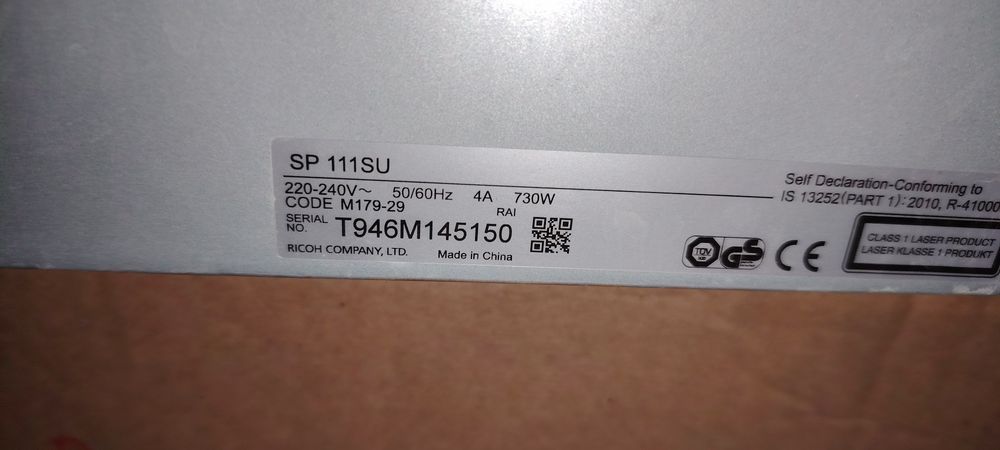 SP 111SU
220-240V～ 50/60Hz 4A 730W
CODE M179-29
RAI
SERIAL NO. T946M145150
RICOH COMPANY, LTD. Made in China
Self Declaration-Conforming to
IS 13252(PART 1): 2010, R-41000
TÜV GS CE
CLASS 1 LASER PRODUCT
LASER KLASSE 1 PRODUKT